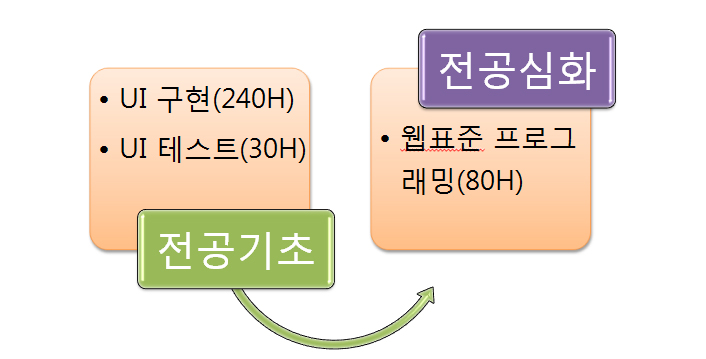 • UI 구현(240H)
• UI 테스트(30H)
전공기초
전공심화
• 웹표준 프로그
래밍(80H)